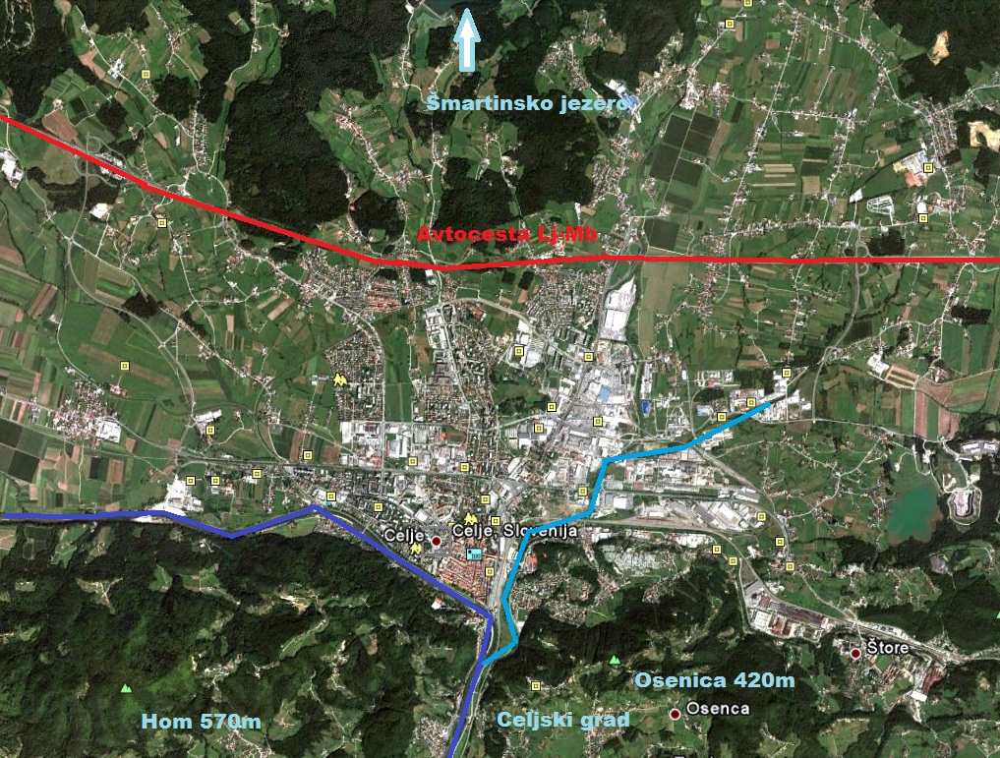 Šmartinsko jezero
Avtocesta Lj-Mb
Celje
Celje, Slovenija
Štore
Osenica 420m
Osenca
Hom 570m
Celjski grad